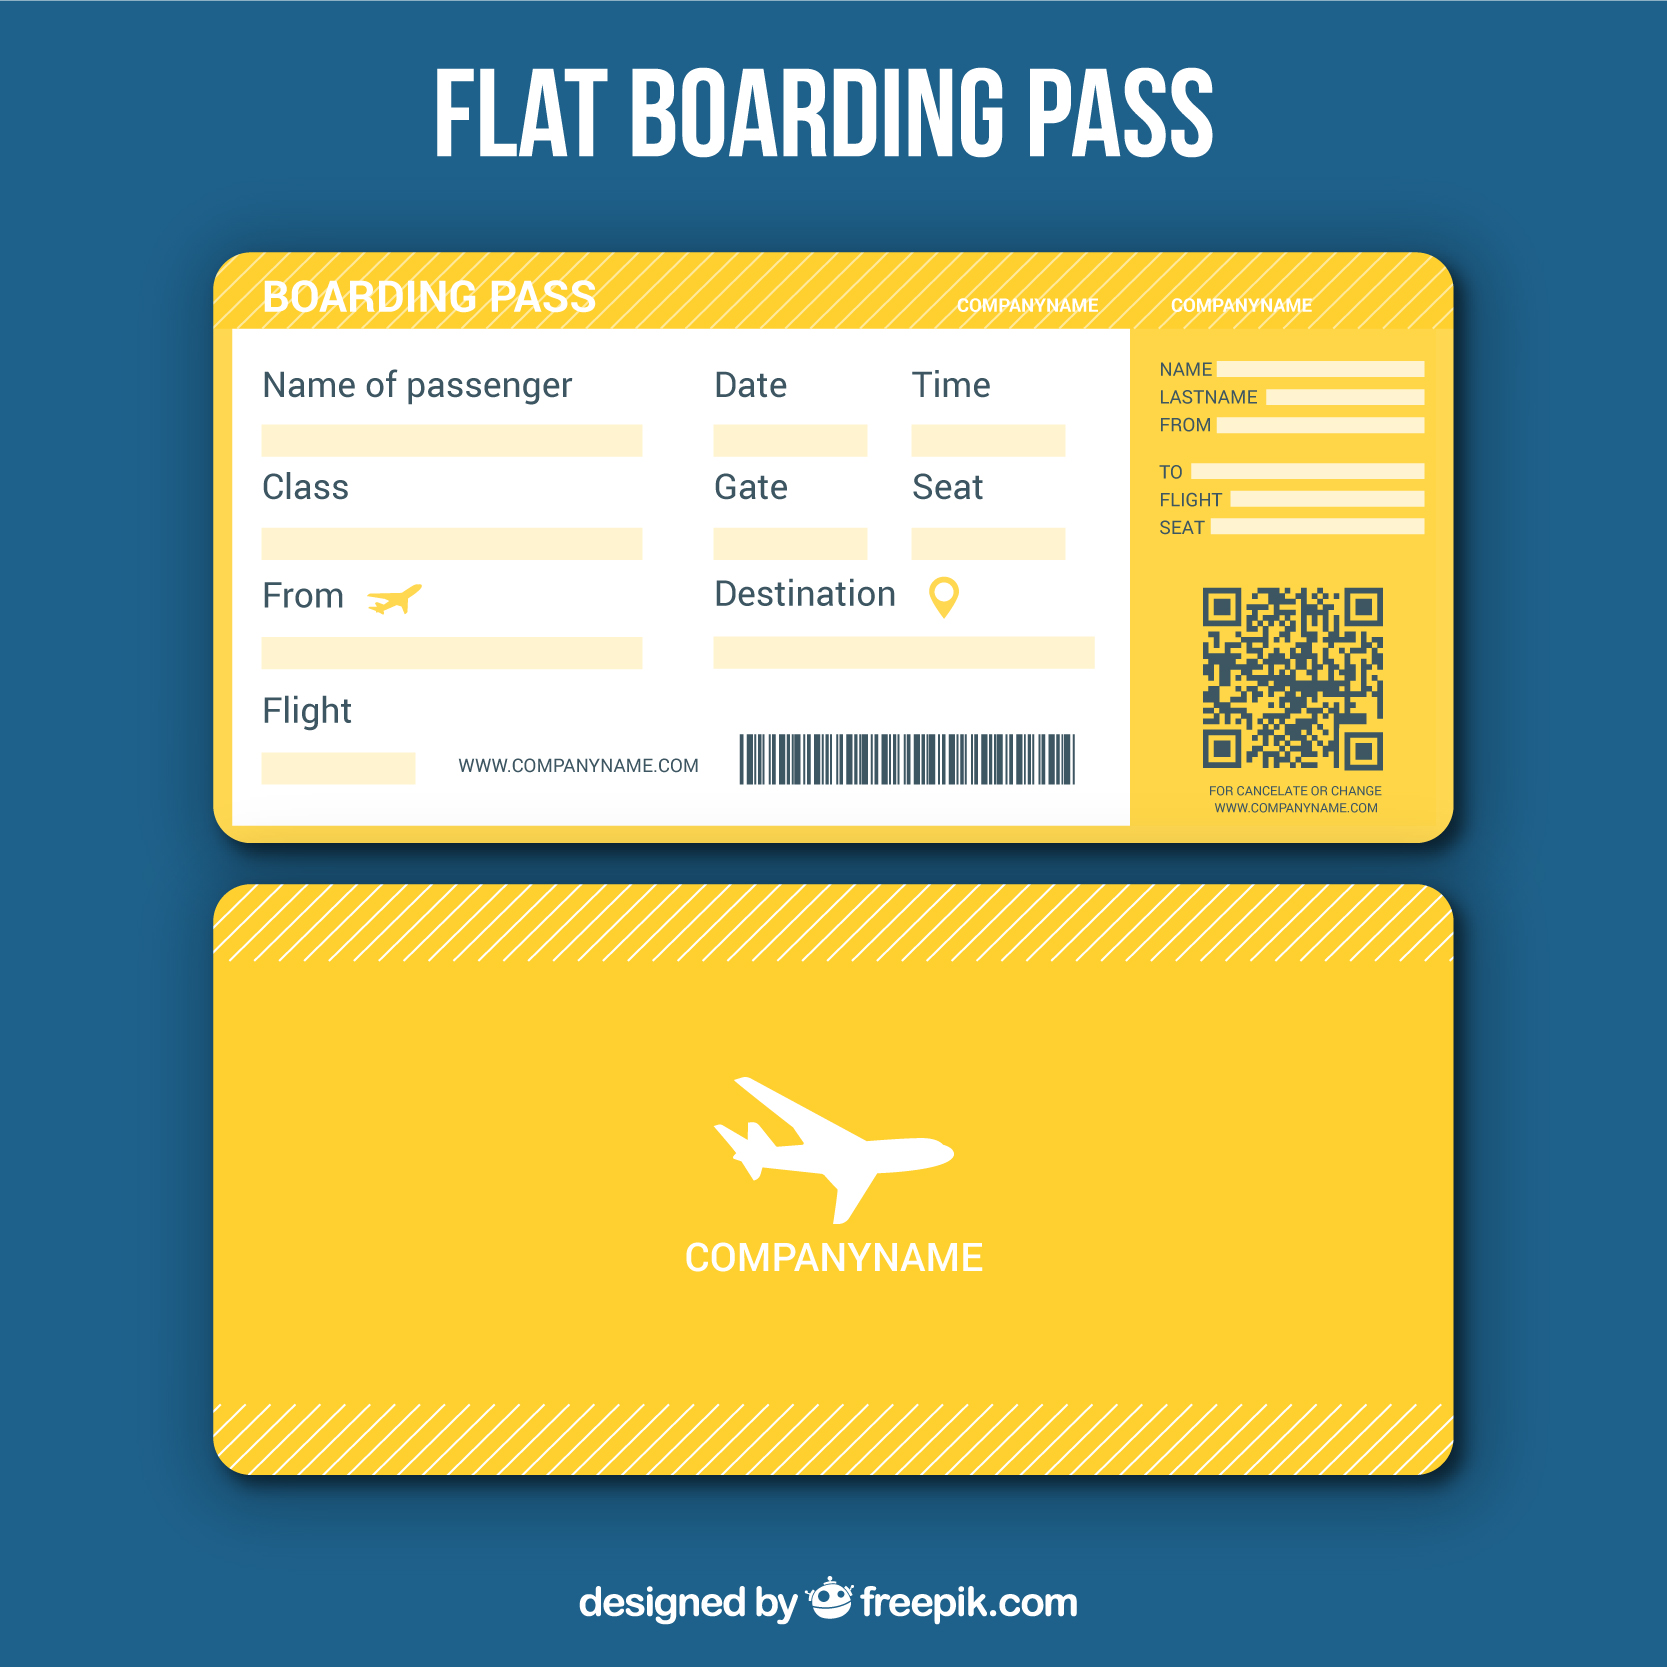 FLAT BOARDING PASS
BOARDING PASS
COMPANYNAME
COMPANYNAME
Name of passenger
Date
Time
Class
Gate
Seat
From
Destination
Flight
WWW.COMPANYNAME.COM
NAME
LASTNAME
FROM
TO
FLIGHT
SEAT
FOR CANCELATE OR CHANGE
WWW.COMPANYNAME.COM
COMPANYNAME
designed by freepik.com